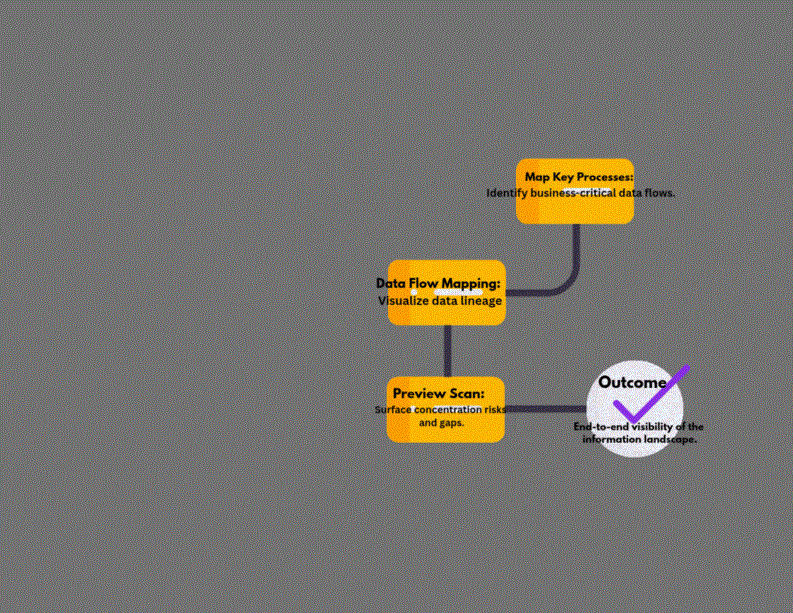 Map Key Processes:
Identify business-critical data flows.
Data Flow Mapping:
Visualize data lineage
Preview Scan:
Surface concentration risks
and gaps.
Outcome
End-to-end visibility of the
information landscape.